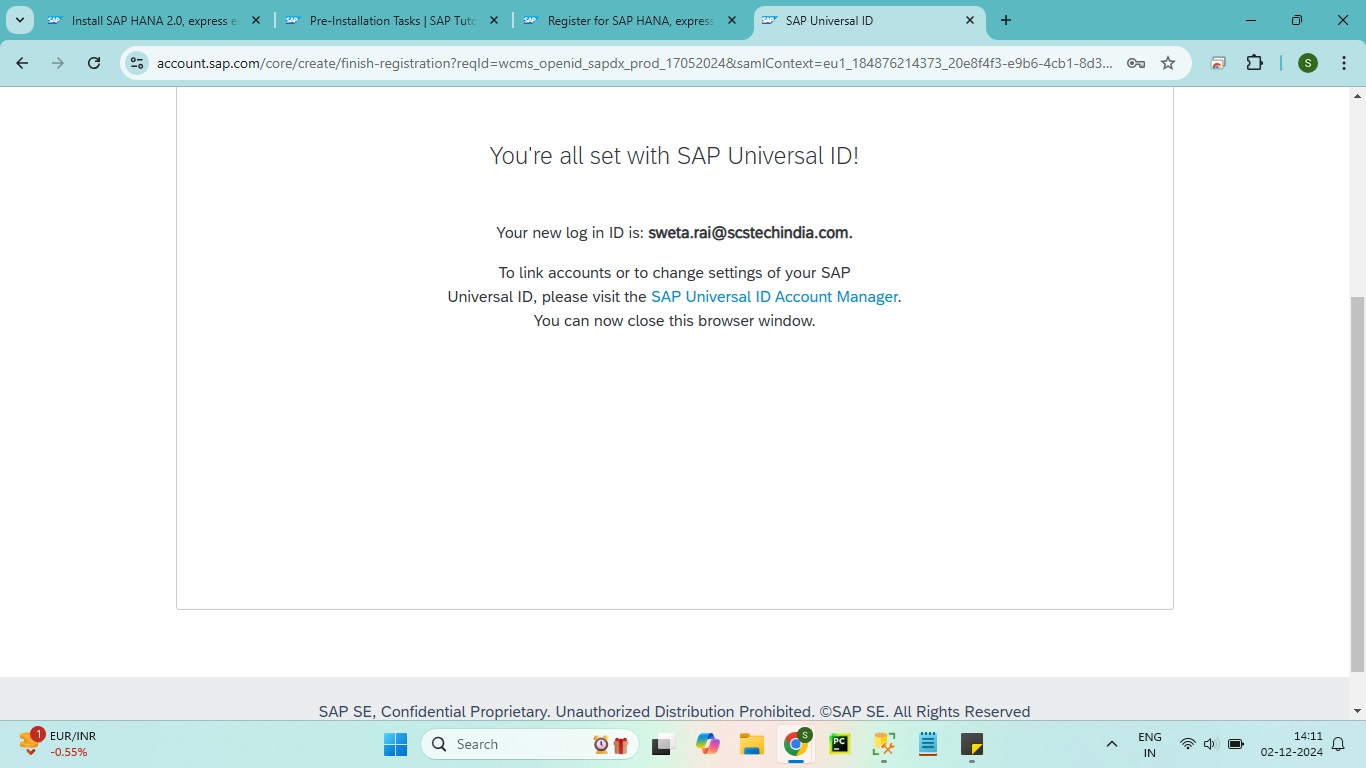 Install SAP HANA 2.0, express e
Pre-Installation Tasks | SAP Tuto
Register for SAP HANA, express
SAP Universal ID
account.sap.com/core/create/finish-registration?reqId=wcms_openid_sapdx_prod_17052024&samlContext=eu1_184876214373_20e8f4f3-e9b6-4cb1-8d3...
S
You're all set with SAP Universal ID!
Your new log in ID is: sweta.rai@scstechindia.com.
To link accounts or to change settings of your SAP
Universal ID, please visit the SAP Universal ID Account Manager.
You can now close this browser window.
SAP SE, Confidential Proprietary. Unauthorized Distribution Prohibited. ©SAP SE. All Rights Reserved
1
EUR/INR
-0.55%
Search
S
PC
ENG
IN
14:11
02-12-2024